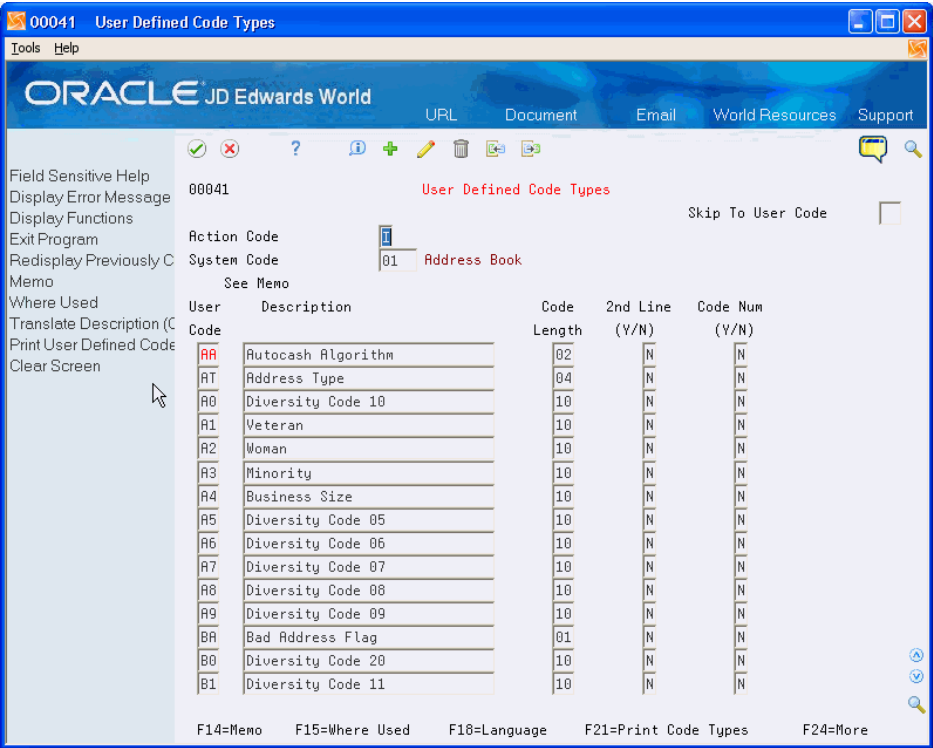 00041 User Defined Code Types
Tools Help
ORACLE JD Edwards World
URL Document Email World Resources Support
Field Sensitive Help
Display Error Message
Display Functions
Exit Program
Redisplay Previously C
Memo
Where Used
Translate Description (C
Print User Defined Code
Clear Screen
00041 User Defined Code Types
Skip To User Code
Action Code I
System Code 01 Address Book
See Memo
User Description Code 2nd Line Code Num
Code Length (Y/N) (Y/N)
AA Autocash Algorithm 02 N N
AT Address Type 04 N N
A0 Diversity Code 10 10 N N
A1 Veteran 10 N N
A2 Woman 10 N N
A3 Minority 10 N N
A4 Business Size 10 N N
A5 Diversity Code 05 10 N N
A6 Diversity Code 06 10 N N
A7 Diversity Code 07 10 N N
A8 Diversity Code 08 10 N N
A9 Diversity Code 09 10 N N
BA Bad Address Flag 01 N N
B0 Diversity Code 20 10 N N
B1 Diversity Code 11 10 N N
F14=Memo F15=Where Used F18=Language F21=Print Code Types F24=More